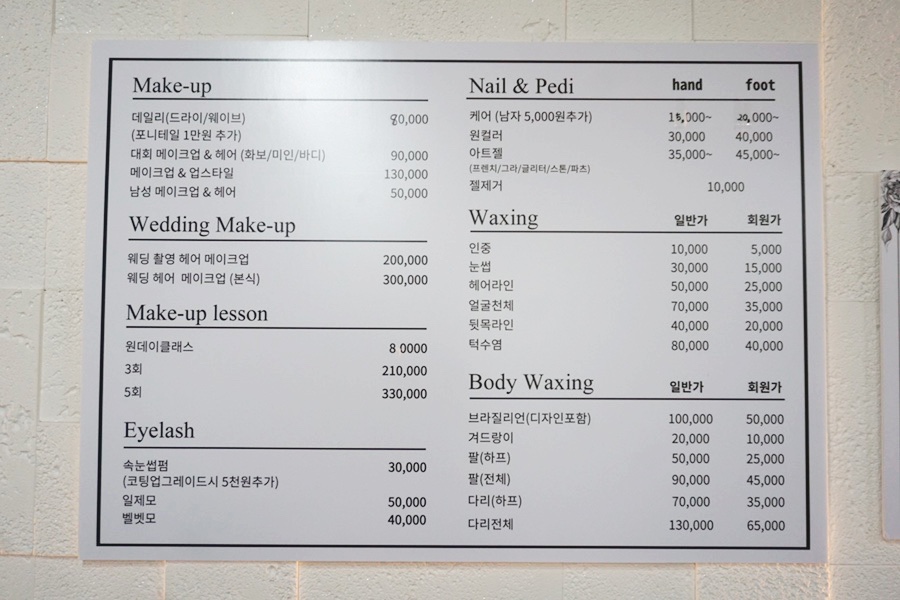 Make-up
데일리(드라이/웨이브)
(포니테일 1만원 추가)
대회 메이크업 & 헤어 (화보/미인/바디) 90,000
메이크업 & 업스타일 130,000
남성 메이크업 & 헤어 50,000
Wedding Make-up
웨딩 촬영 헤어 메이크업 200,000
웨딩 헤어 메이크업 (본식) 300,000
Make-up lesson
원데이클래스 8 0000
3회 210,000
5회 330,000
Eyelash
속눈썹펌 30,000
(코팅업그레이드시 5천원추가)
일제모 50,000
벨벳모 40,000
Nail & Pedi hand foot
케어 (남자 5,000원추가) 15,000~ 20,000~
원컬러 30,000 40,000
아트젤 35,000~ 45,000~
(프렌치/그라/글리터/스톤/파츠)
젤제거 10,000
Waxing 일반가 회원가
인중 10,000 5,000
눈썹 30,000 15,000
헤어라인 50,000 25,000
얼굴천체 70,000 35,000
뒷목라인 40,000 20,000
턱수염 80,000 40,000
Body Waxing 일반가 회원가
브라질리언(디자인포함) 100,000 50,000
겨드랑이 20,000 10,000
팔(하프) 50,000 25,000
팔(전체) 90,000 45,000
다리(하프) 70,000 35,000
다리전체 130,000 65,000